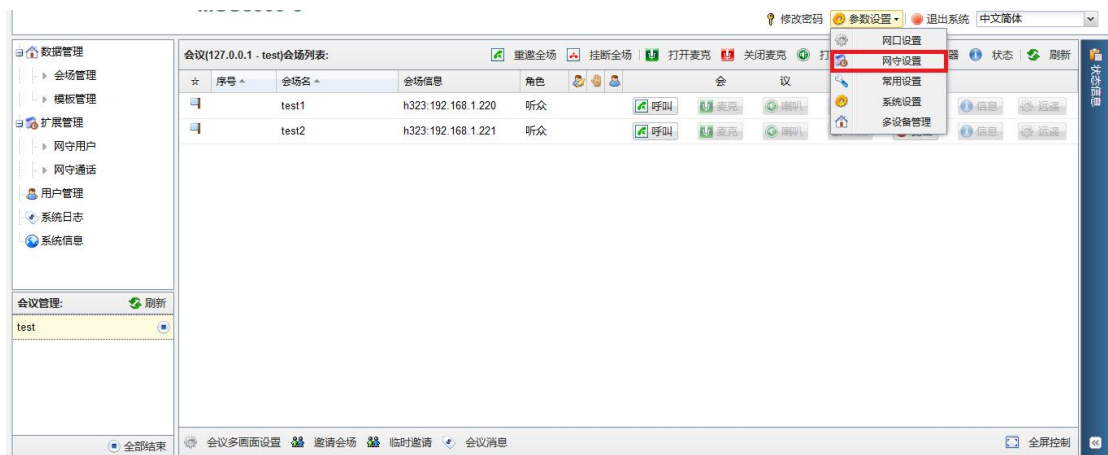 修改密码 参数设置 退出系统 中文简体
网口设置
网守设置
常用设置
系统设置
多设备管理
数据管理
会场管理
模板管理
扩展管理
网守用户
网守通话
用户管理
系统日志
系统信息
会议管理: 刷新
test
全部结束
会议(127.0.0.1 - test)会场列表: 重邀全场 挂断全场 打开麦克 关闭麦克 打 器 状态 刷新
序号 会场名 会场信息 角色 会 议
test1 h323:192.168.1.220 听众 呼叫 麦克 喇叭 信息 远遥
test2 h323:192.168.1.221 听众 呼叫 麦克 喇叭 信息 远遥
会议多画面设置 邀请会场 临时邀请 会议消息 全屏控制
状态信息